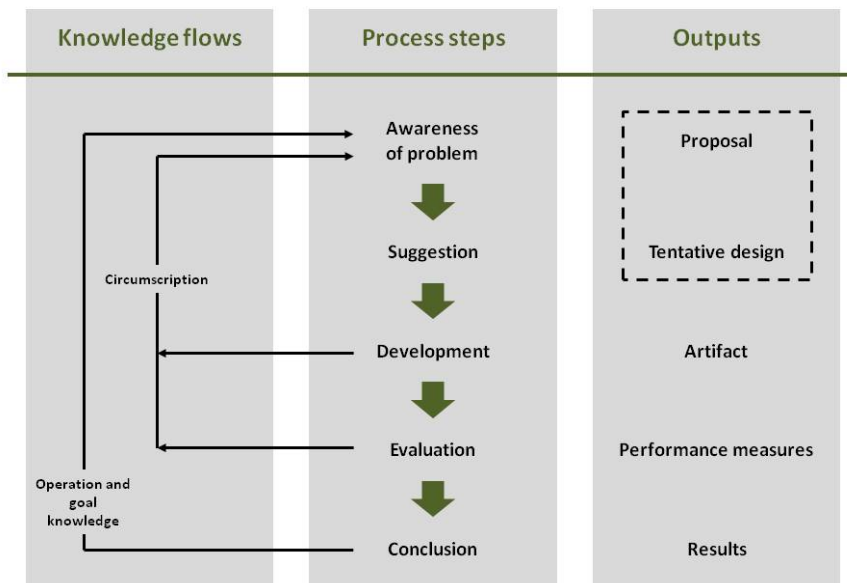 Knowledge flows
Process steps
Outputs
Awareness
of problem
Proposal
Suggestion
Tentative design
Circumscription
Development
Artifact
Evaluation
Performance measures
Operation and
goal
knowledge
Conclusion
Results